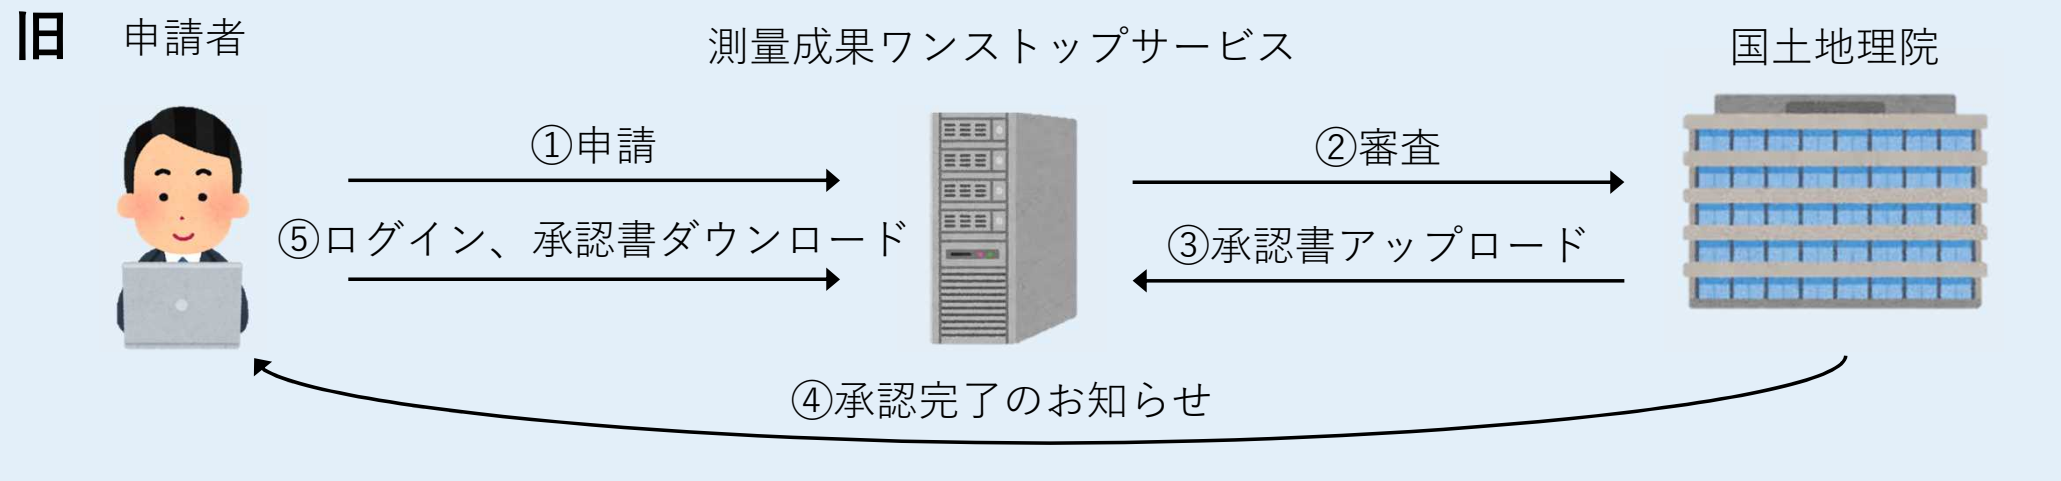 旧
申請者
測量成果ワンストップサービス
国土地理院
①申請
②審査
⑤ログイン、承認書ダウンロード
③承認書アップロード
④承認完了のお知らせ